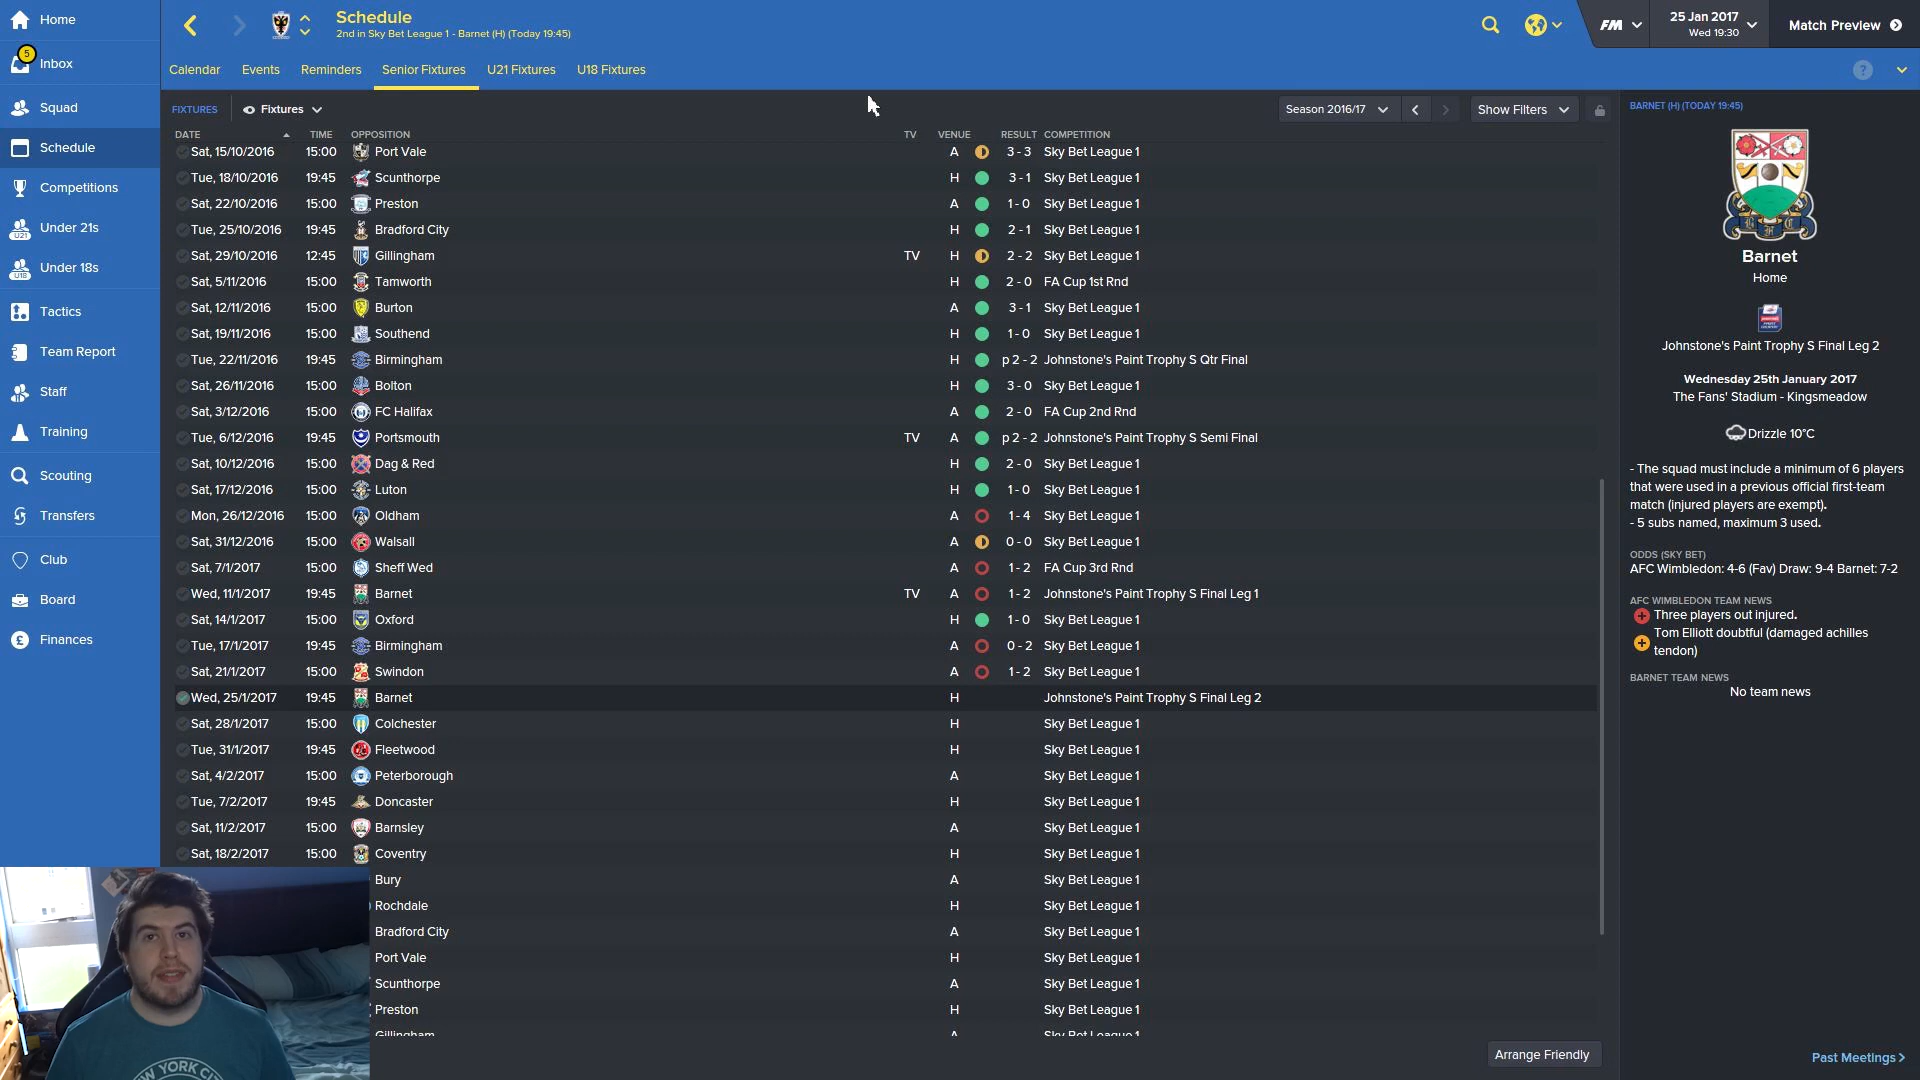 Home
5
Inbox
Squad
Schedule
Competitions
U21
Under 21s
U18
Under 18s
Tactics
Team Report
Staff
Training
Scouting
Transfers
Club
Board
£ Finances
Schedule
2nd in Sky Bet League 1 - Barnet (H) (Today 19:45)
FM
25 Jan 2017
Wed 19:30
Match Preview
Calendar Events Reminders Senior Fixtures U21 Fixtures U18 Fixtures
?
FIXTURES Fixtures Season 2016/17 Show Filters
DATE TIME OPPOSITION TV VENUE RESULT COMPETITION
Sat, 15/10/2016 15:00 Port Vale A 3 - 3 Sky Bet League 1
Tue, 18/10/2016 19:45 Scunthorpe H 3 - 1 Sky Bet League 1
Sat, 22/10/2016 15:00 Preston A 1 - 0 Sky Bet League 1
Tue, 25/10/2016 19:45 Bradford City H 2 - 1 Sky Bet League 1
Sat, 29/10/2016 12:45 Gillingham TV H 2 - 2 Sky Bet League 1
Sat, 5/11/2016 15:00 Tamworth H 2 - 0 FA Cup 1st Rnd
Sat, 12/11/2016 15:00 Burton A 3 - 1 Sky Bet League 1
Sat, 19/11/2016 15:00 Southend H 1 - 0 Sky Bet League 1
Tue, 22/11/2016 19:45 Birmingham H p 2 - 2 Johnstone's Paint Trophy S Qtr Final
Sat, 26/11/2016 15:00 Bolton H 3 - 0 Sky Bet League 1
Sat, 3/12/2016 15:00 FC Halifax A 2 - 0 FA Cup 2nd Rnd
Tue, 6/12/2016 19:45 Portsmouth TV A p 2 - 2 Johnstone's Paint Trophy S Semi Final
Sat, 10/12/2016 15:00 Dag & Red H 2 - 0 Sky Bet League 1
Sat, 17/12/2016 15:00 Luton H 1 - 0 Sky Bet League 1
Mon, 26/12/2016 15:00 Oldham A 1 - 4 Sky Bet League 1
Sat, 31/12/2016 15:00 Walsall A 0 - 0 Sky Bet League 1
Sat, 7/1/2017 15:00 Sheff Wed A 1 - 2 FA Cup 3rd Rnd
Wed, 11/1/2017 19:45 Barnet TV A 1 - 2 Johnstone's Paint Trophy S Final Leg 1
Sat, 14/1/2017 15:00 Oxford H 1 - 0 Sky Bet League 1
Tue, 17/1/2017 19:45 Birmingham A 0 - 2 Sky Bet League 1
Sat, 21/1/2017 15:00 Swindon A 1 - 2 Sky Bet League 1
Wed, 25/1/2017 19:45 Barnet H Johnstone's Paint Trophy S Final Leg 2
Sat, 28/1/2017 15:00 Colchester H Sky Bet League 1
Tue, 31/1/2017 19:45 Fleetwood H Sky Bet League 1
Sat, 4/2/2017 15:00 Peterborough A Sky Bet League 1
Tue, 7/2/2017 19:45 Doncaster H Sky Bet League 1
Sat, 11/2/2017 15:00 Barnsley A Sky Bet League 1
Sat, 18/2/2017 15:00 Coventry H Sky Bet League 1
Bury A Sky Bet League 1
Rochdale H Sky Bet League 1
Bradford City A Sky Bet League 1
Port Vale H Sky Bet League 1
Scunthorpe A Sky Bet League 1
Preston H Sky Bet League 1
Gillingham A Sky Bet League 1
Arrange Friendly
BARNET (H) (TODAY 19:45)
Barnet
Home
Johnstone's Paint Trophy S Final Leg 2
Wednesday 25th January 2017
The Fans' Stadium - Kingsmeadow
Drizzle 10°C
- The squad must include a minimum of 6 players
that were used in a previous official first-team
match (injured players are exempt).
- 5 subs named, maximum 3 used.
ODDS (SKY BET)
AFC Wimbledon: 4-6 (Fav) Draw: 9-4 Barnet: 7-2
AFC WIMBLEDON TEAM NEWS
Three players out injured.
Tom Elliott doubtful (damaged achilles
tendon)
BARNET TEAM NEWS
No team news
Past Meetings
W YORK CI